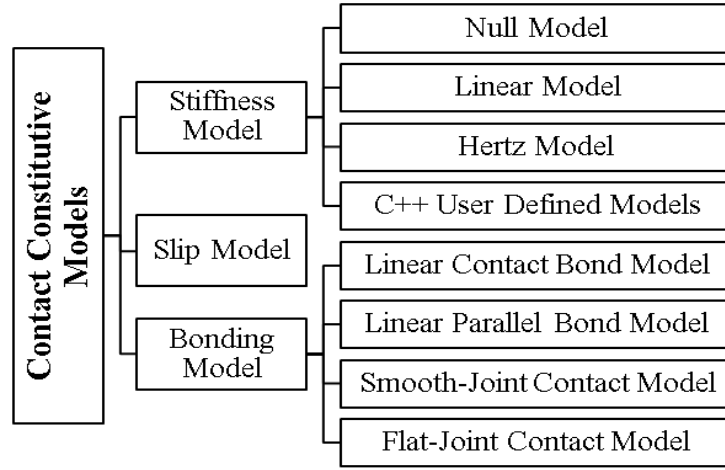 Contact Constitutive
Models
Stiffness
Model
Slip Model
Bonding
Model
Null Model
Linear Model
Hertz Model
C++ User Defined Models
Linear Contact Bond Model
Linear Parallel Bond Model
Smooth-Joint Contact Model
Flat-Joint Contact Model